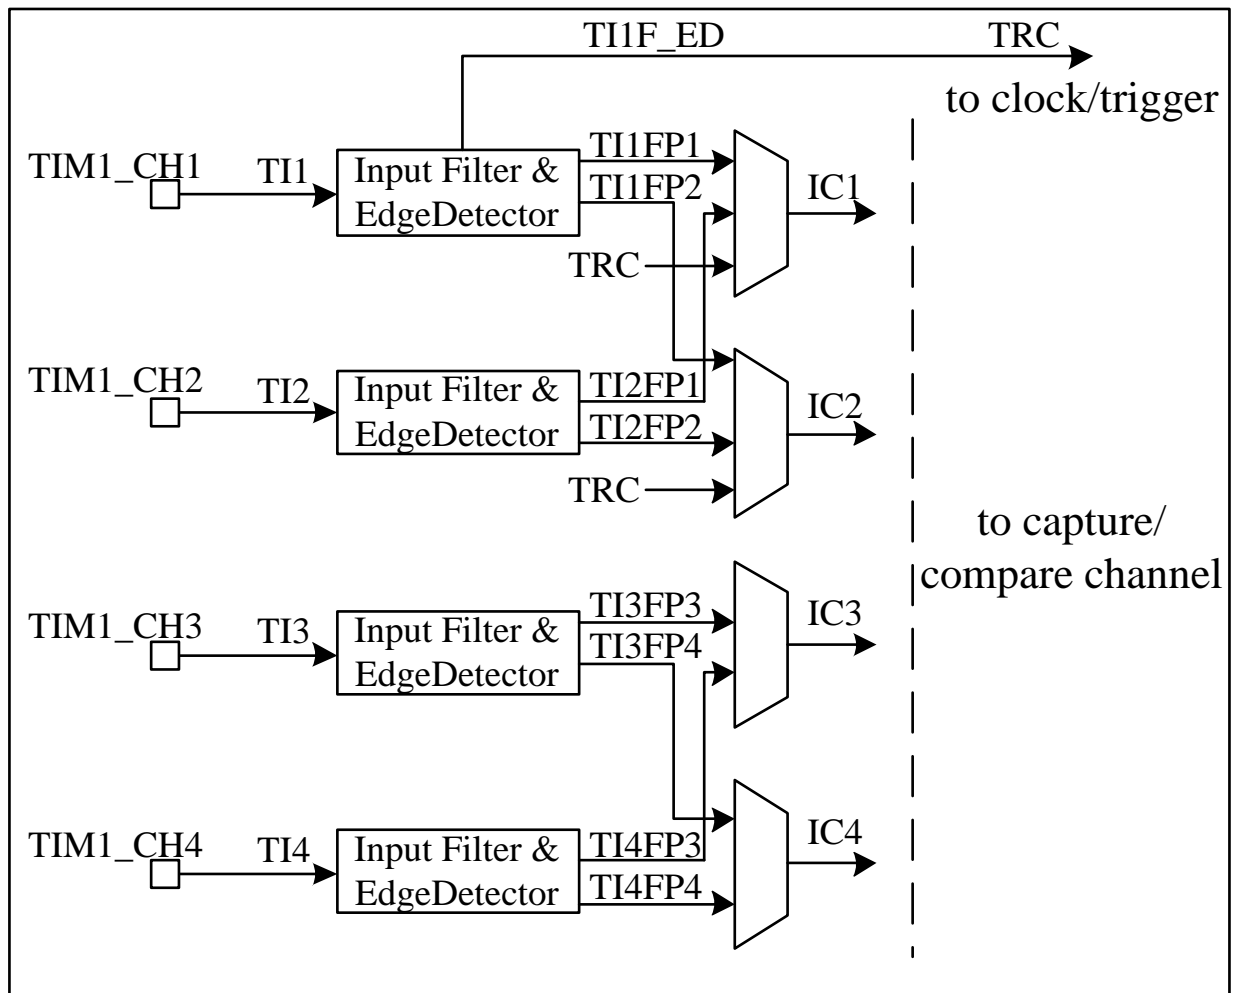 TI1F_ED
TRC
to clock/trigger
TIM1_CH1
TI1
Input Filter &
EdgeDetector
TI1FP1
TI1FP2
TRC
IC1
TIM1_CH2
TI2
Input Filter &
EdgeDetector
TI2FP1
TI2FP2
TRC
IC2
to capture/
compare channel
TIM1_CH3
TI3
Input Filter &
EdgeDetector
TI3FP3
TI3FP4
IC3
TIM1_CH4
TI4
Input Filter &
EdgeDetector
TI4FP3
TI4FP4
IC4